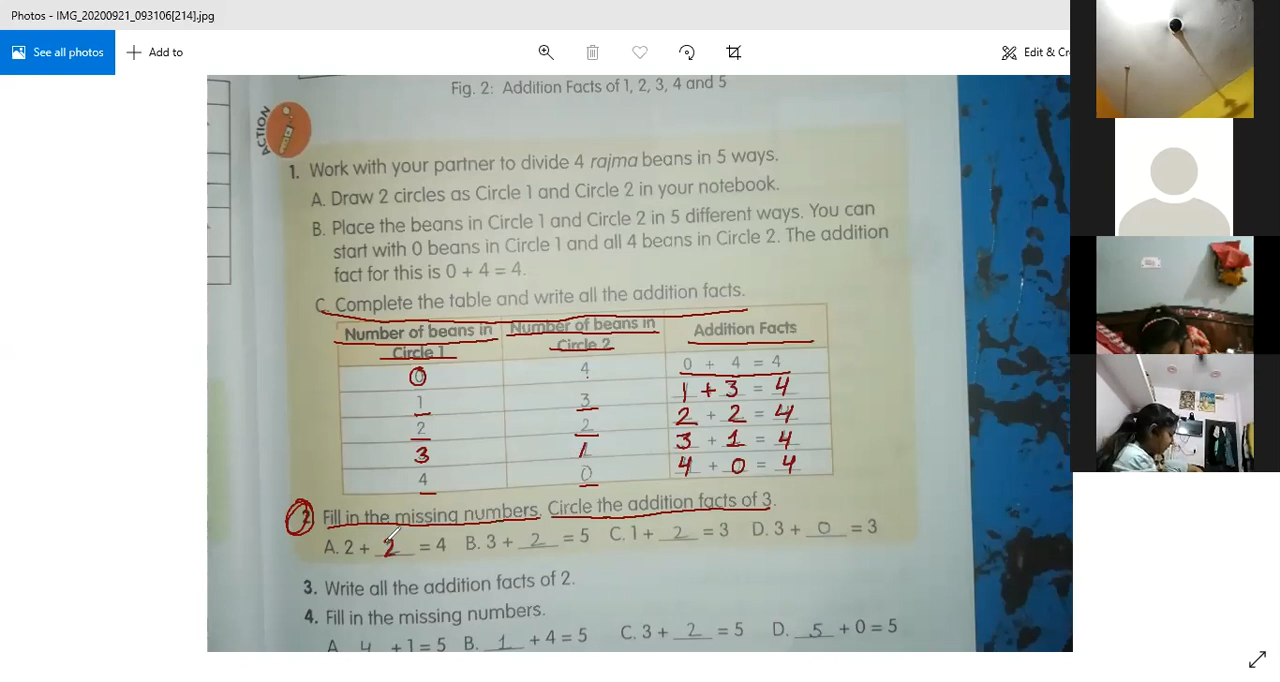 Photos - IMG_20200921_093106[214].jpg
See all photos
Add to
Edit & Cr
Fig. 2: Addition Facts of 1, 2, 3, 4 and 5
ACTION
1. Work with your partner to divide 4 rajma beans in 5 ways.
A. Draw 2 circles as Circle 1 and Circle 2 in your notebook.
B. Place the beans in Circle 1 and Circle 2 in 5 different ways. You can
start with 0 beans in Circle 1 and all 4 beans in Circle 2. The addition
fact for this is 0 + 4 = 4.
C. Complete the table and write all the addition facts.
Number of beans in Circle 1 Number of beans in Circle 2 Addition Facts
0 4 0 + 4 = 4
1 3 1 + 3 = 4
2 2 2 + 2 = 4
3 1 3 + 1 = 4
4 0 4 + 0 = 4
2 Fill in the missing numbers. Circle the addition facts of 3.
A. 2 + 2 = 4 B. 3 + 2 = 5 C. 1 + 2 = 3 D. 3 + 0 = 3
3. Write all the addition facts of 2.
4. Fill in the missing numbers.
A. 4 + 1 = 5 B. 1 + 4 = 5 C. 3 + 2 = 5 D. 5 + 0 = 5